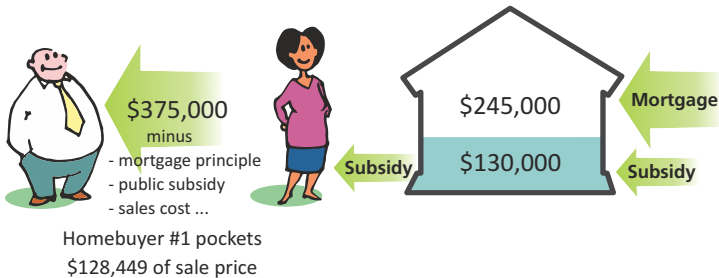 $375,000
minus
- mortgage principle
- public subsidy
- sales cost ...
Homebuyer #1 pockets
$128,449 of sale price
Subsidy
$245,000
$130,000
Mortgage
Subsidy